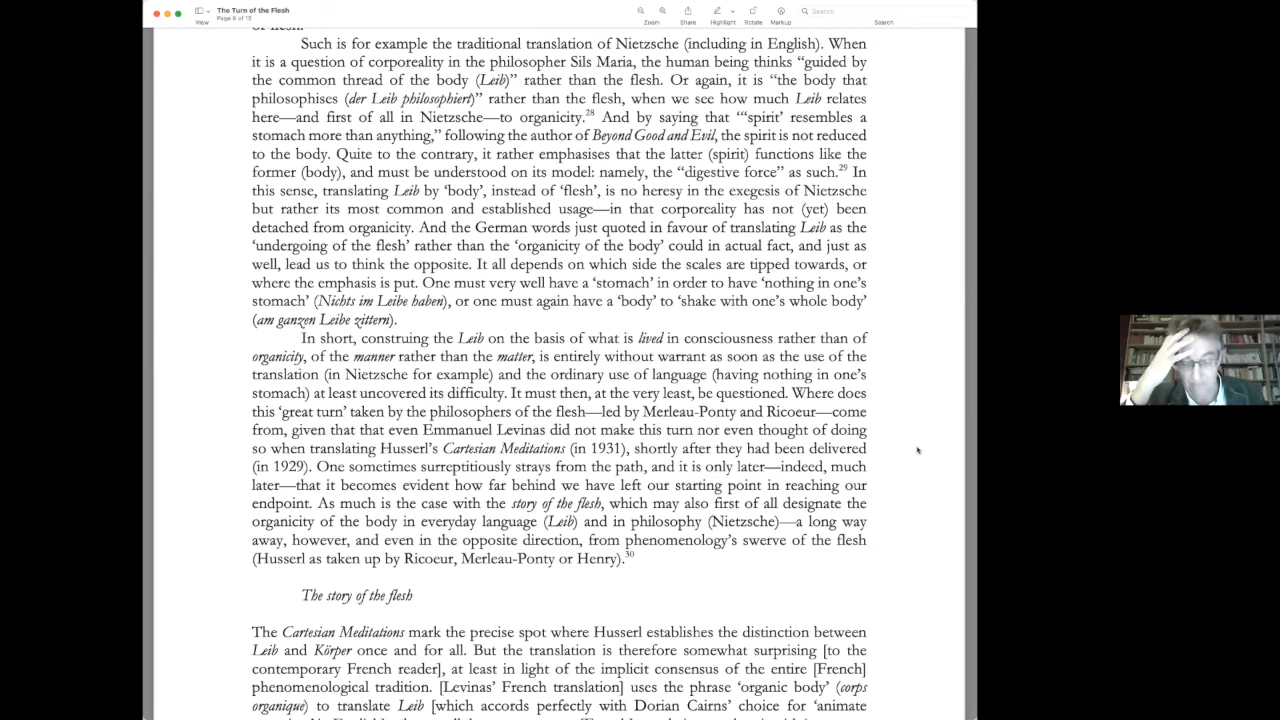 The Turn of the Flesh
Page 9 of 15
View
Zoom
Share
Highlight
Rotate
Markup
Search
Search
of flesh.
Such is for example the traditional translation of Nietzsche (including in English). When
it is a question of corporeality in the philosopher Sils Maria, the human being thinks “guided by
the common thread of the body (Leib)” rather than the flesh. Or again, it is “the body that
philosophises (der Leib philosophiert)” rather than the flesh, when we see how much Leib relates
here—and first of all in Nietzsche—to organicity.28 And by saying that “‘spirit’ resembles a
stomach more than anything,” following the author of Beyond Good and Evil, the spirit is not reduced
to the body. Quite to the contrary, it rather emphasises that the latter (spirit) functions like the
former (body), and must be understood on its model: namely, the “digestive force” as such.29 In
this sense, translating Leib by ‘body’, instead of ‘flesh’, is no heresy in the exegesis of Nietzsche
but rather its most common and established usage—in that corporeality has not (yet) been
detached from organicity. And the German words just quoted in favour of translating Leib as the
‘undergoing of the flesh’ rather than the ‘organicity of the body’ could in actual fact, and just as
well, lead us to think the opposite. It all depends on which side the scales are tipped towards, or
where the emphasis is put. One must very well have a ‘stomach’ in order to have ‘nothing in one’s
stomach’ (Nichts im Leibe haben), or one must again have a ‘body’ to ‘shake with one’s whole body’
(am ganzen Leibe zittern).
In short, construing the Leib on the basis of what is lived in consciousness rather than of
organicity, of the manner rather than the matter, is entirely without warrant as soon as the use of the
translation (in Nietzsche for example) and the ordinary use of language (having nothing in one’s
stomach) at least uncovered its difficulty. It must then, at the very least, be questioned. Where does
this ‘great turn’ taken by the philosophers of the flesh—led by Merleau-Ponty and Ricoeur—come
from, given that that even Emmanuel Levinas did not make this turn nor even thought of doing
so when translating Husserl’s Cartesian Meditations (in 1931), shortly after they had been delivered
(in 1929). One sometimes surreptitiously strays from the path, and it is only later—indeed, much
later—that it becomes evident how far behind we have left our starting point in reaching our
endpoint. As much is the case with the story of the flesh, which may also first of all designate the
organicity of the body in everyday language (Leib) and in philosophy (Nietzsche)—a long way
away, however, and even in the opposite direction, from phenomenology’s swerve of the flesh
(Husserl as taken up by Ricoeur, Merleau-Ponty or Henry).30
The story of the flesh
The Cartesian Meditations mark the precise spot where Husserl establishes the distinction between
Leib and Körper once and for all. But the translation is therefore somewhat surprising [to the
contemporary French reader], at least in light of the implicit consensus of the entire [French]
phenomenological tradition. [Levinas’ French translation] uses the phrase ‘organic body’ (corps
organique) to translate Leib [which accords perfectly with Dorian Cairns’ choice for ‘animate